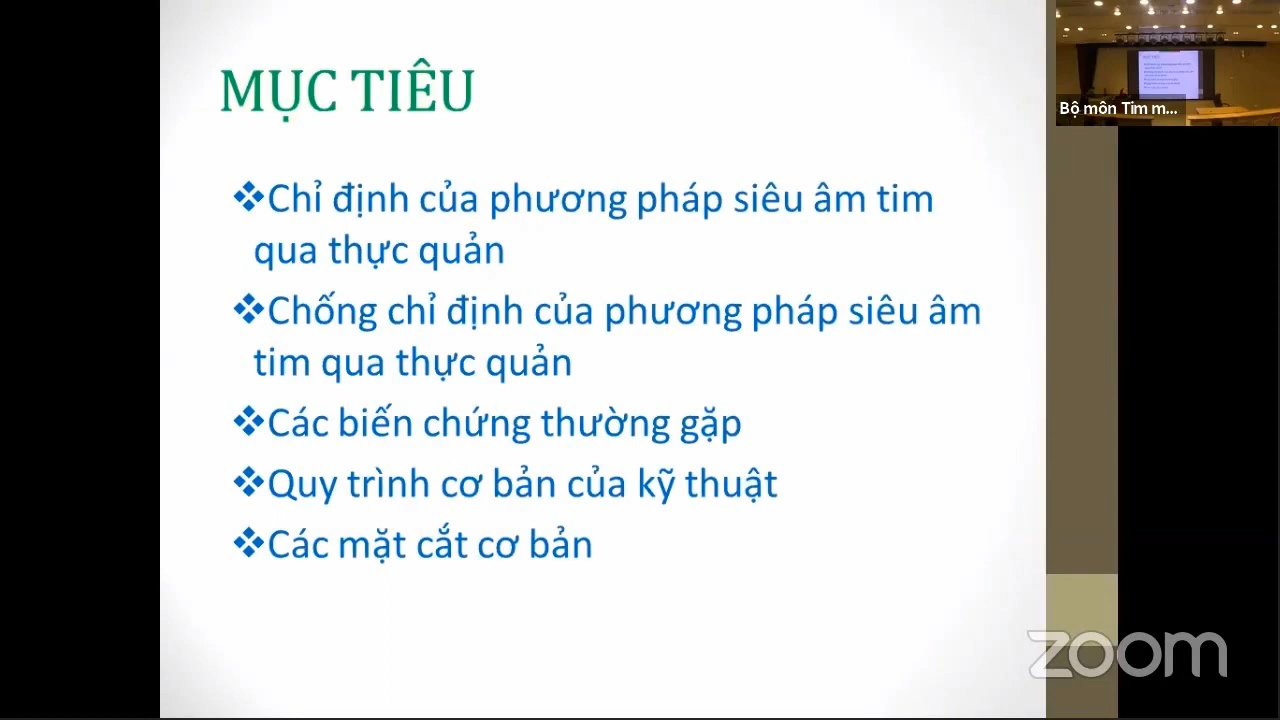 MỤC TIÊU
❖Chỉ định của phương pháp siêu âm tim
qua thực quản
❖Chống chỉ định của phương pháp siêu âm
tim qua thực quản
❖Các biến chứng thường gặp
❖Quy trình cơ bản của kỹ thuật
❖Các mặt cắt cơ bản
Bộ môn Tim m...
zoom